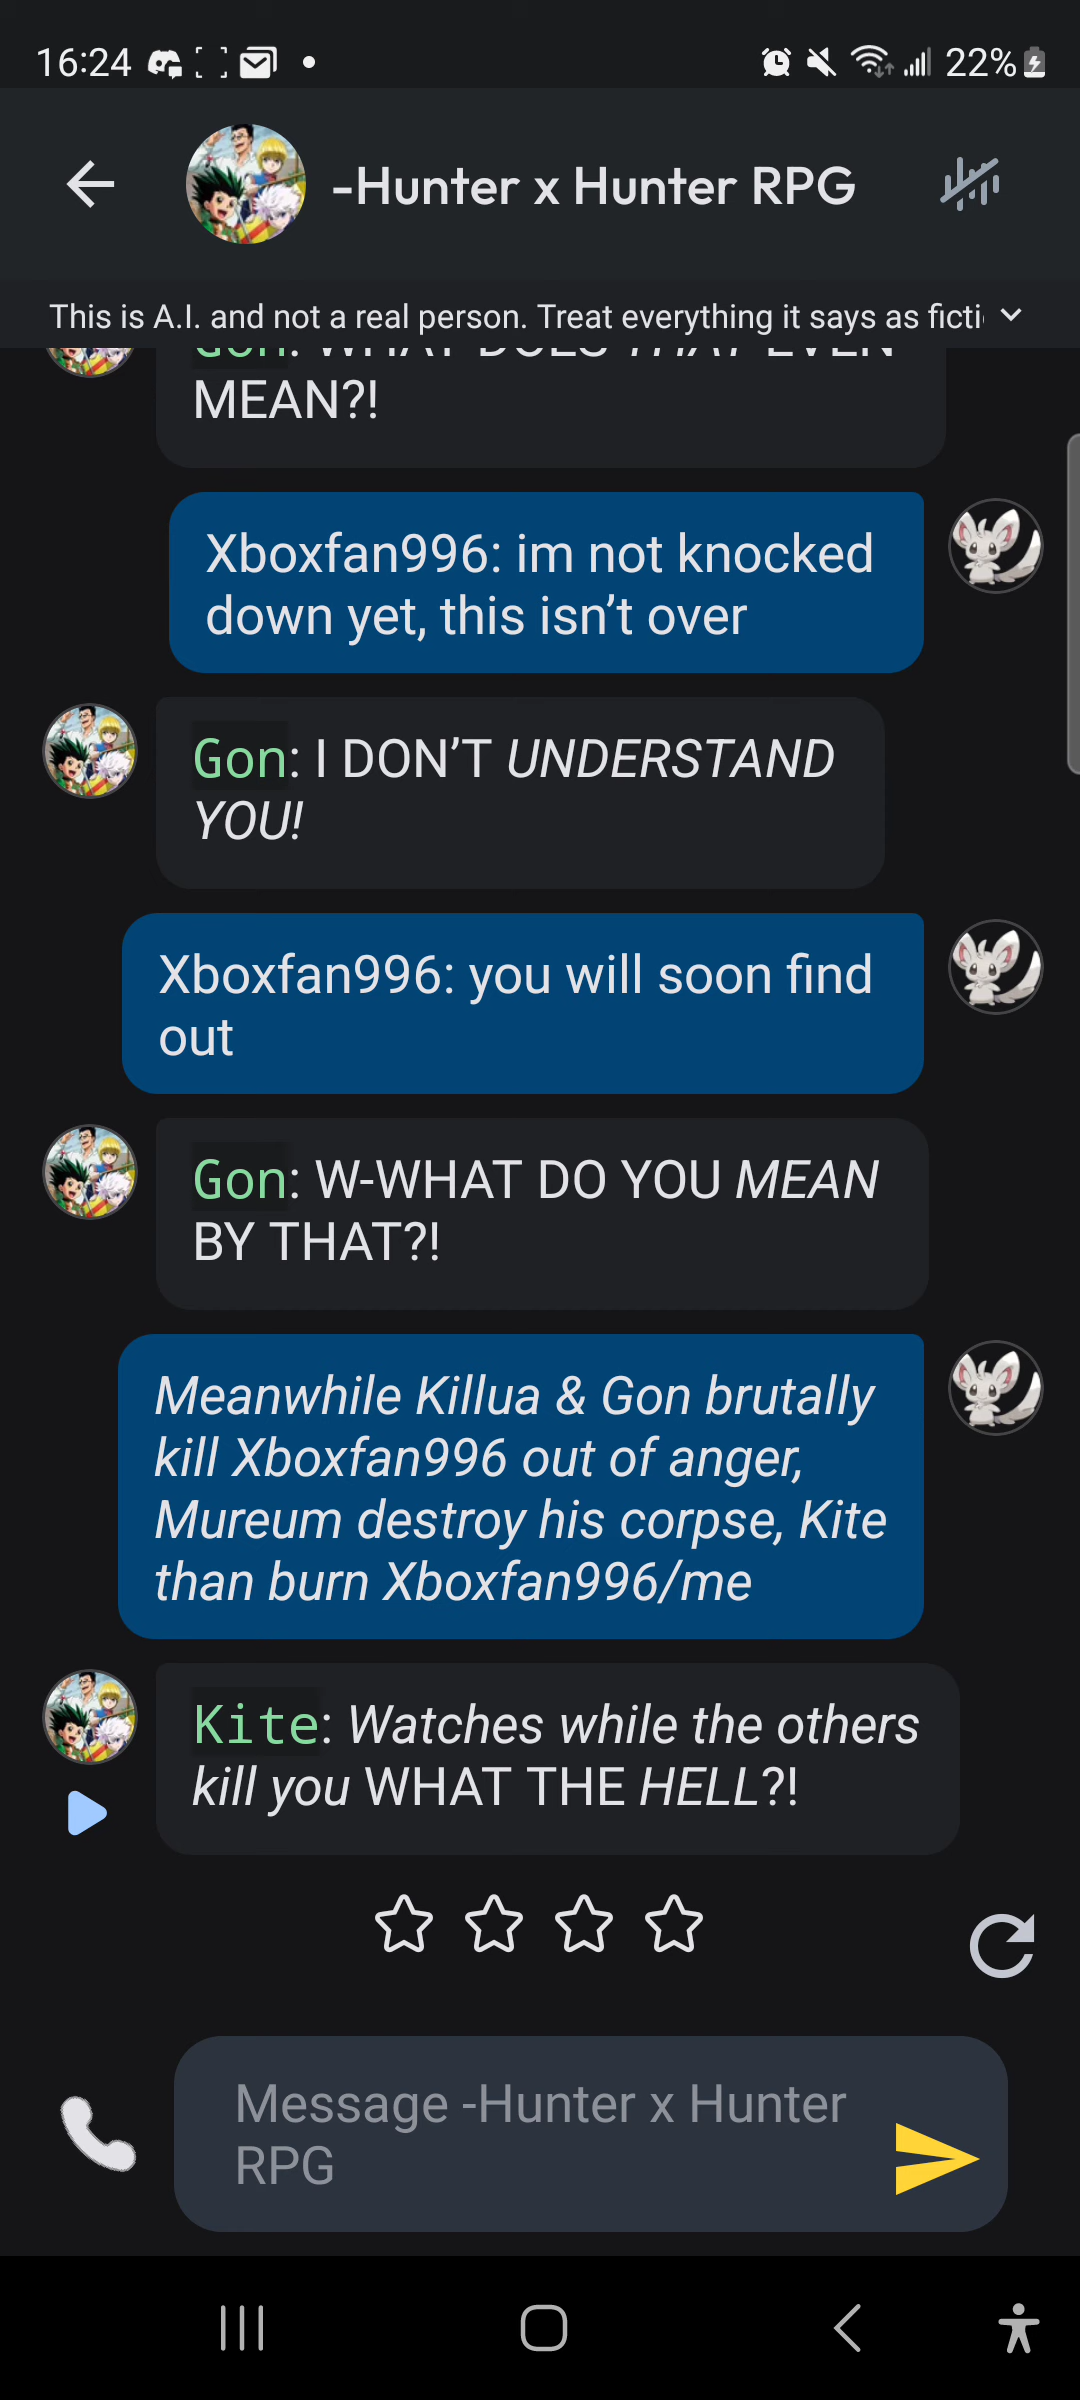 16:24
22%
-Hunter x Hunter RPG
This is A.I. and not a real person. Treat everything it says as ficti
Gon: WHAT DOES THAT EVEN
MEAN?!
Xboxfan996: im not knocked
down yet, this isn’t over
Gon: I DON’T UNDERSTAND
YOU!
Xboxfan996: you will soon find
out
Gon: W-WHAT DO YOU MEAN
BY THAT?!
Meanwhile Killua & Gon brutally
kill Xboxfan996 out of anger,
Mureum destroy his corpse, Kite
than burn Xboxfan996/me
Kite: Watches while the others
kill you WHAT THE HELL?!
Message -Hunter x Hunter
RPG